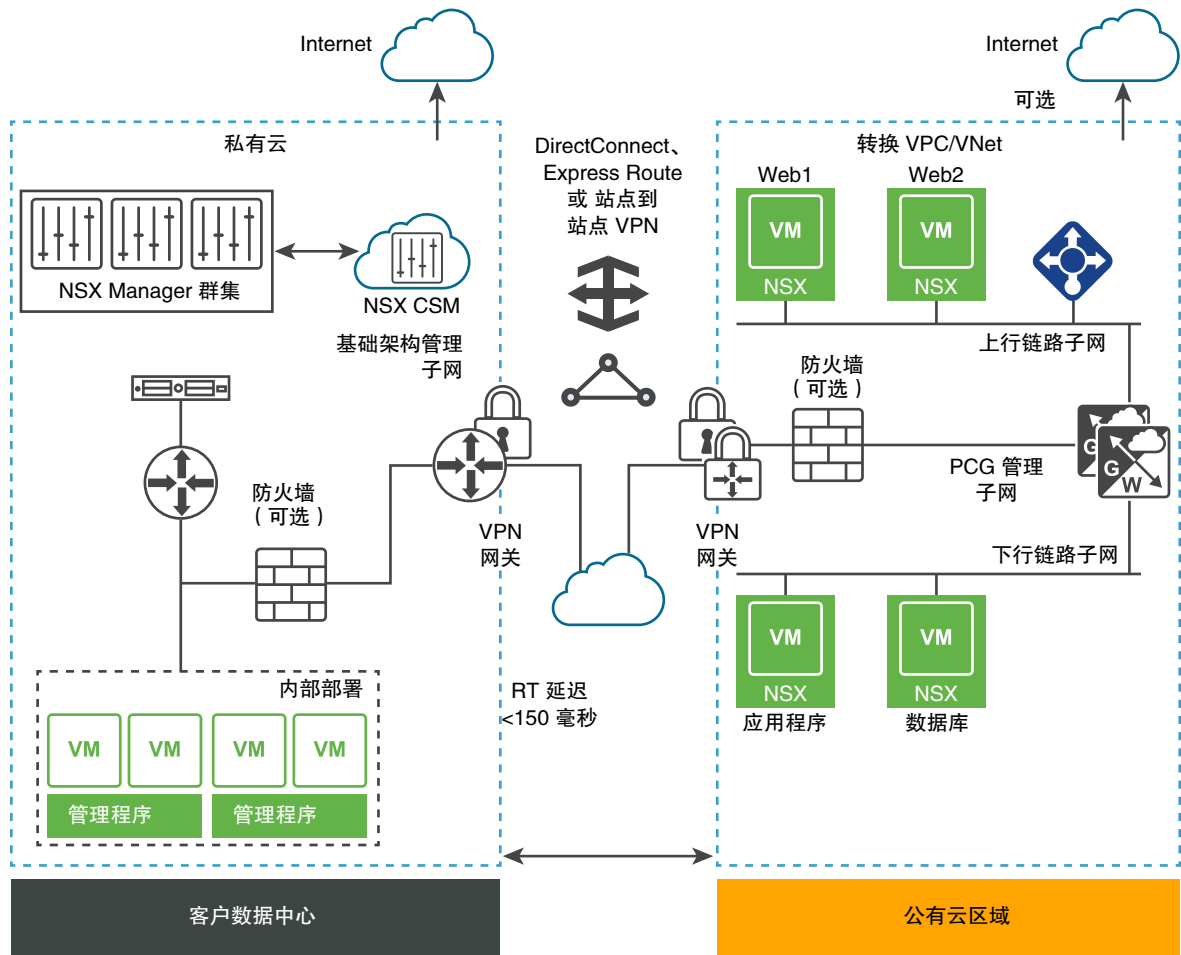 Internet
Internet
可选
私有云
NSX Manager 群集
NSX CSM
基础架构管理
子网
防火墙
（可选）
VPN
网关
内部部署
VM
VM
VM
VM
管理程序
管理程序
客户数据中心
DirectConnect、
Express Route
或 站点到
站点 VPN
RT 延迟
<150 毫秒
转换 VPC/VNet
Web1
Web2
VM
NSX
VM
NSX
上行链路子网
防火墙
（可选）
G
G
W
PCG 管理
子网
VPN
网关
下行链路子网
VM
NSX
VM
NSX
应用程序
数据库
公有云区域